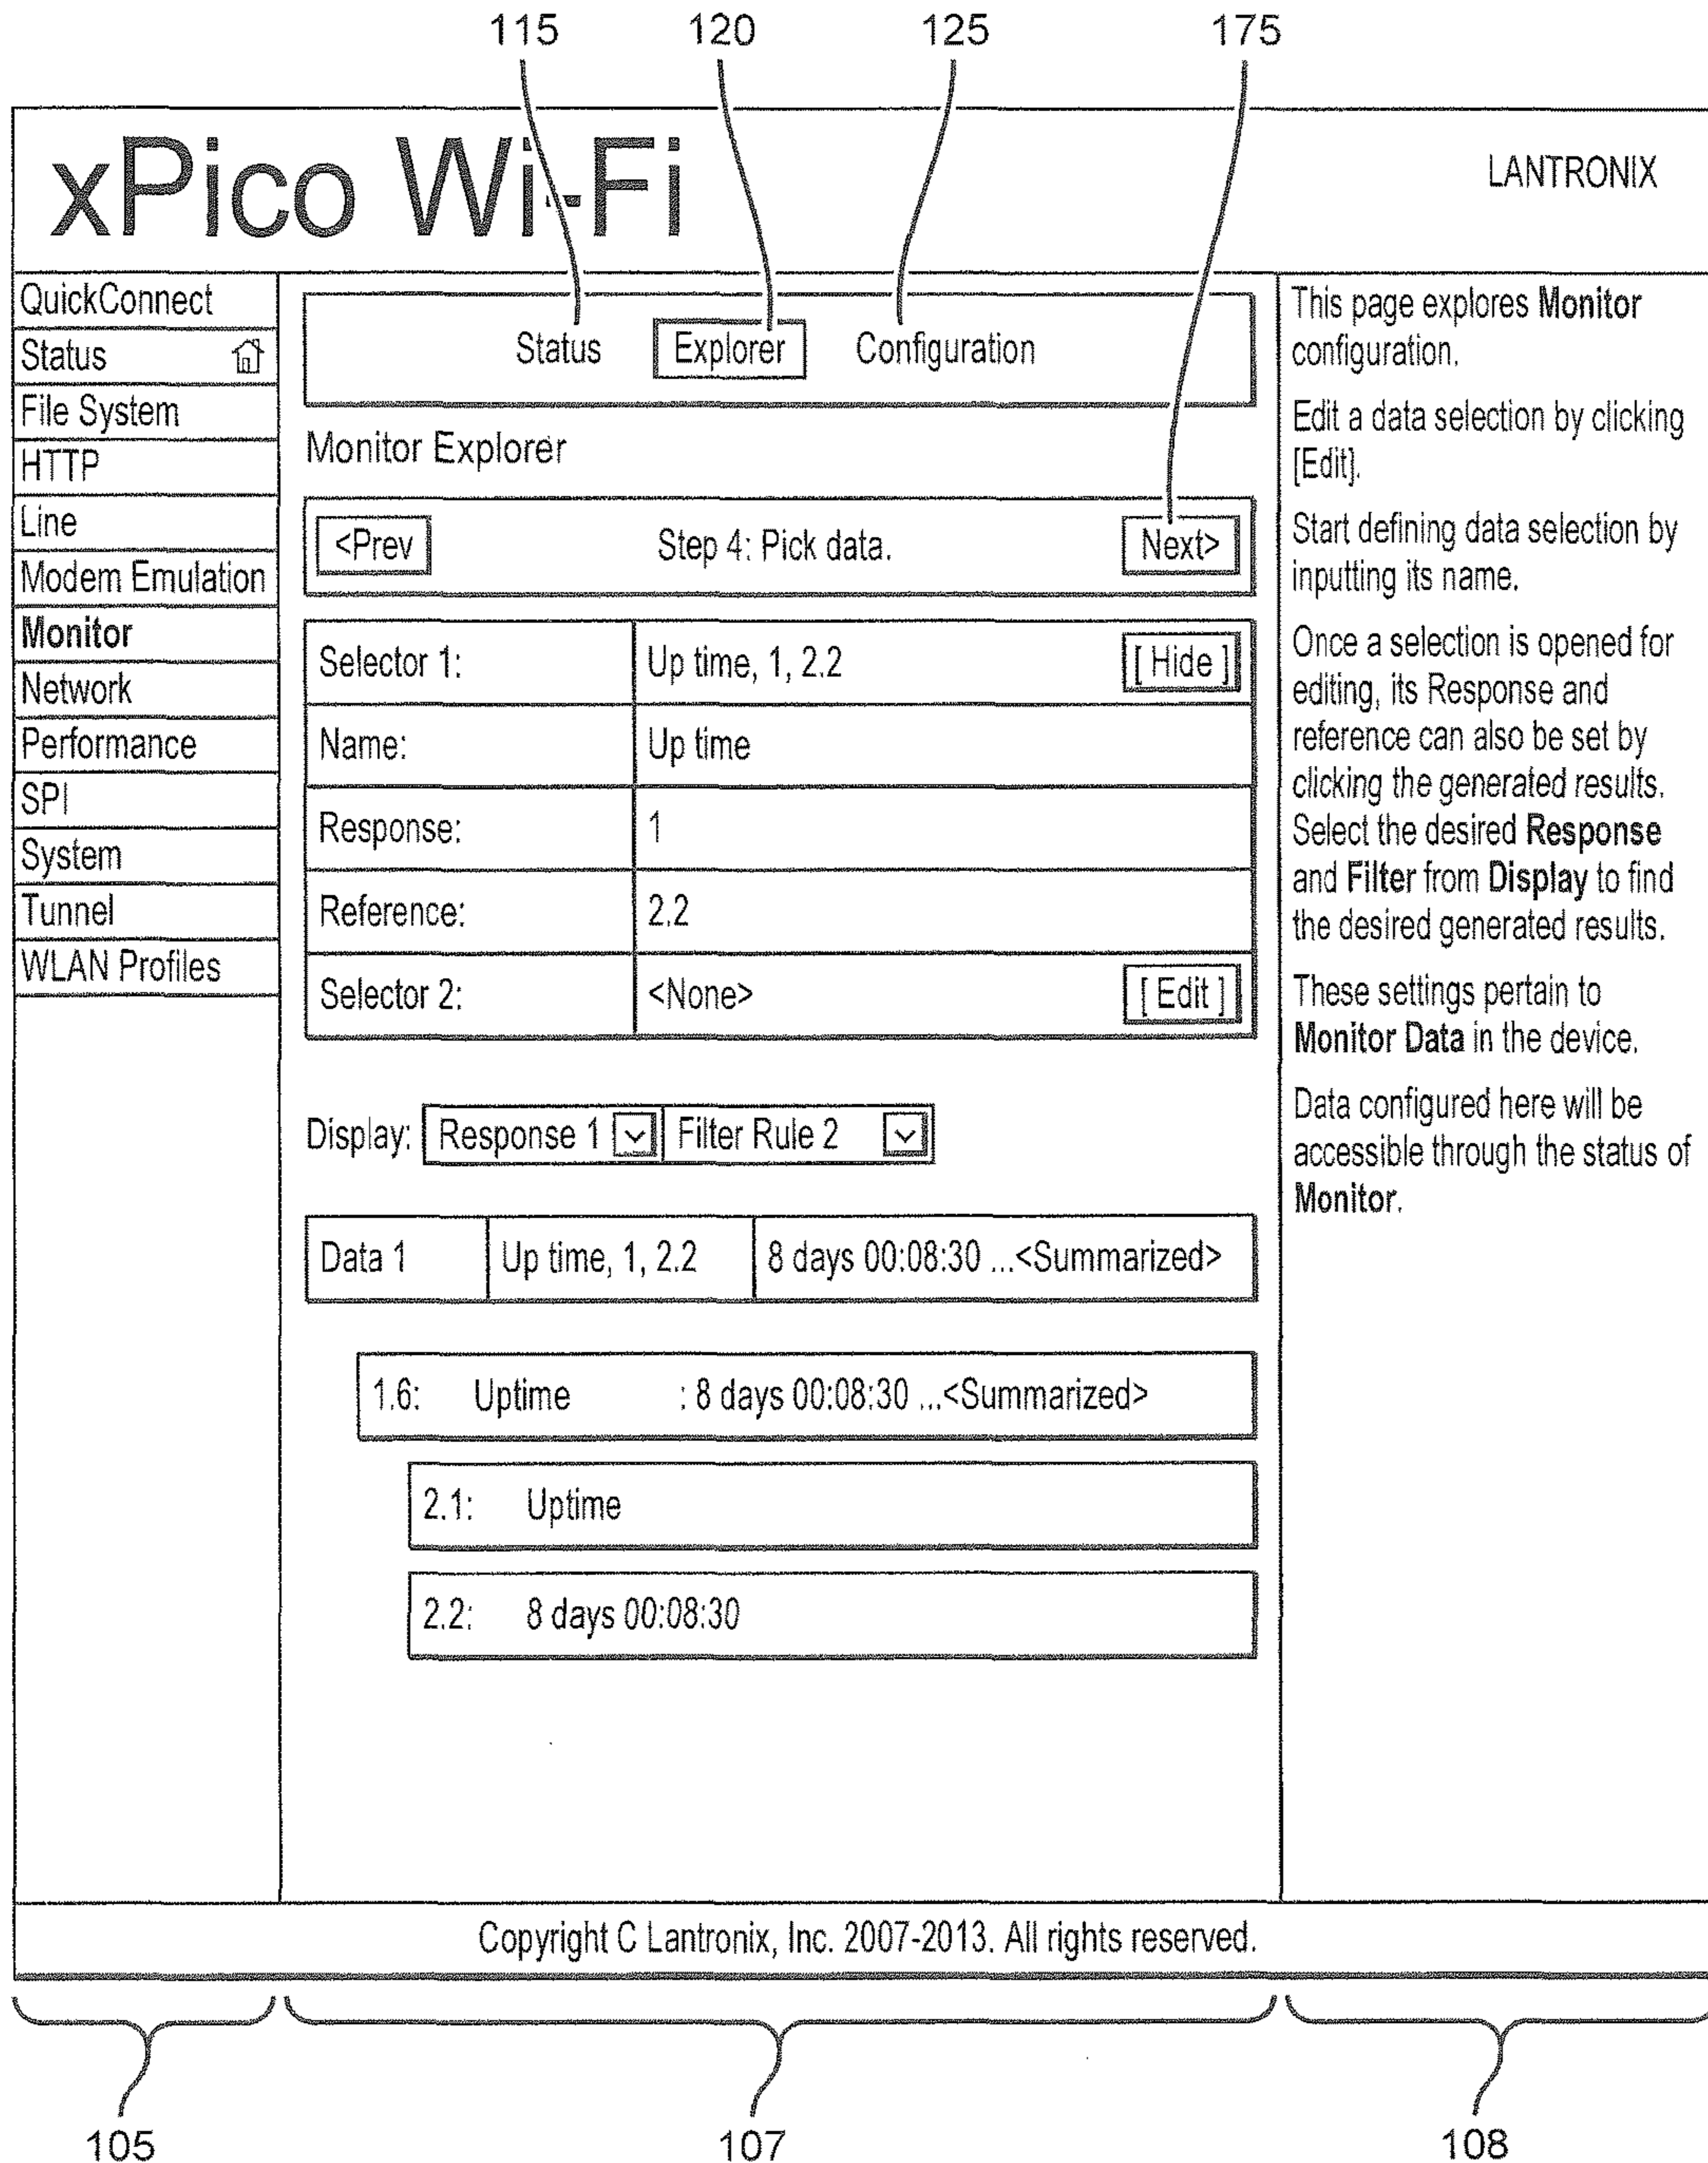 115 120 125 175
xPico Wi-Fi
LANTRONIX
QuickConnect
Status
File System
HTTP
Line
Modem Emulation
Monitor
Network
Performance
SPI
System
Tunnel
WLAN Profiles
Status Explorer Configuration
Monitor Explorer
<Prev Step 4: Pick data. Next>
Selector 1: Up time, 1, 2.2 [ Hide ]
Name: Up time
Response: 1
Reference: 2.2
Selector 2: <None> [ Edit ]
Display: Response 1 Filter Rule 2
Data 1 Up time, 1, 2.2 8 days 00:08:30 ...<Summarized>
1.6: Uptime : 8 days 00:08:30 ...<Summarized>
2.1: Uptime
2.2: 8 days 00:08:30
This page explores Monitor
configuration.
Edit a data selection by clicking
[Edit].
Start defining data selection by
inputting its name.
Once a selection is opened for
editing, its Response and
reference can also be set by
clicking the generated results.
Select the desired Response
and Filter from Display to find
the desired generated results.
These settings pertain to
Monitor Data in the device.
Data configured here will be
accessible through the status of
Monitor.
Copyright C Lantronix, Inc. 2007-2013. All rights reserved.
105 107 108